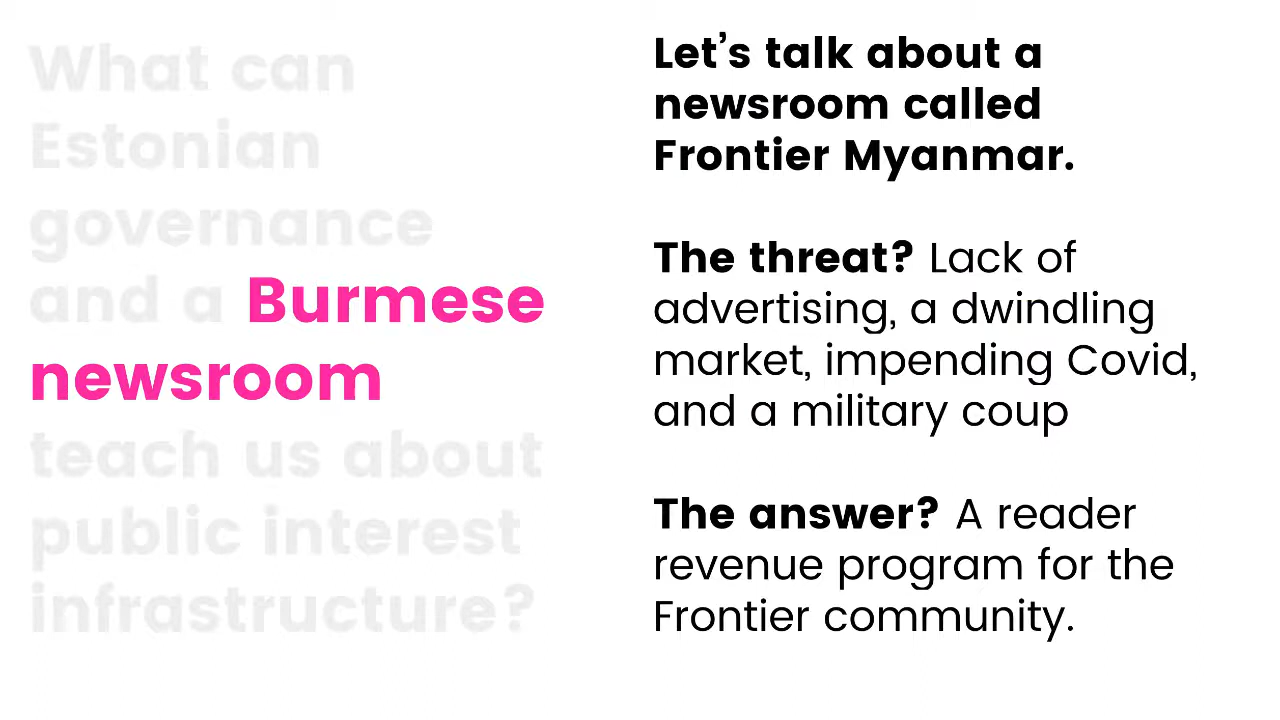 What can
Estonian
governance
and a Burmese
newsroom
teach us about
public interest
infrastructure?
Let’s talk about a
newsroom called
Frontier Myanmar.
The threat? Lack of
advertising, a dwindling
market, impending Covid,
and a military coup
The answer? A reader
revenue program for the
Frontier community.